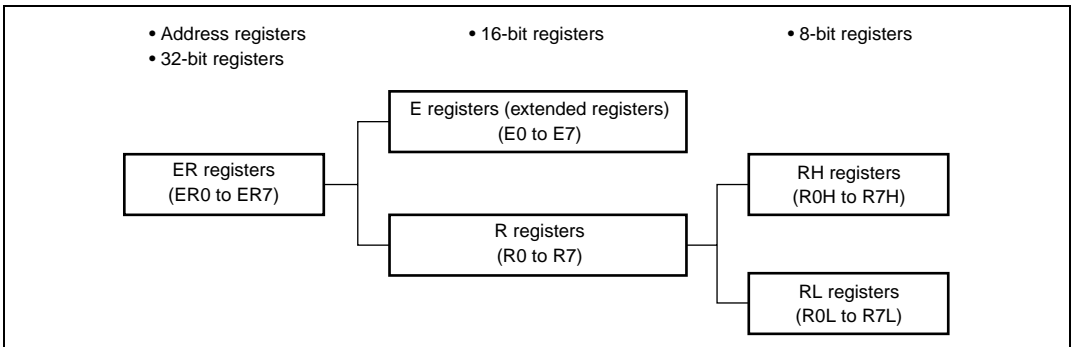 • Address registers
• 32-bit registers
• 16-bit registers
• 8-bit registers
E registers (extended registers)
(E0 to E7)
ER registers
(ER0 to ER7)
RH registers
(R0H to R7H)
R registers
(R0 to R7)
RL registers
(R0L to R7L)